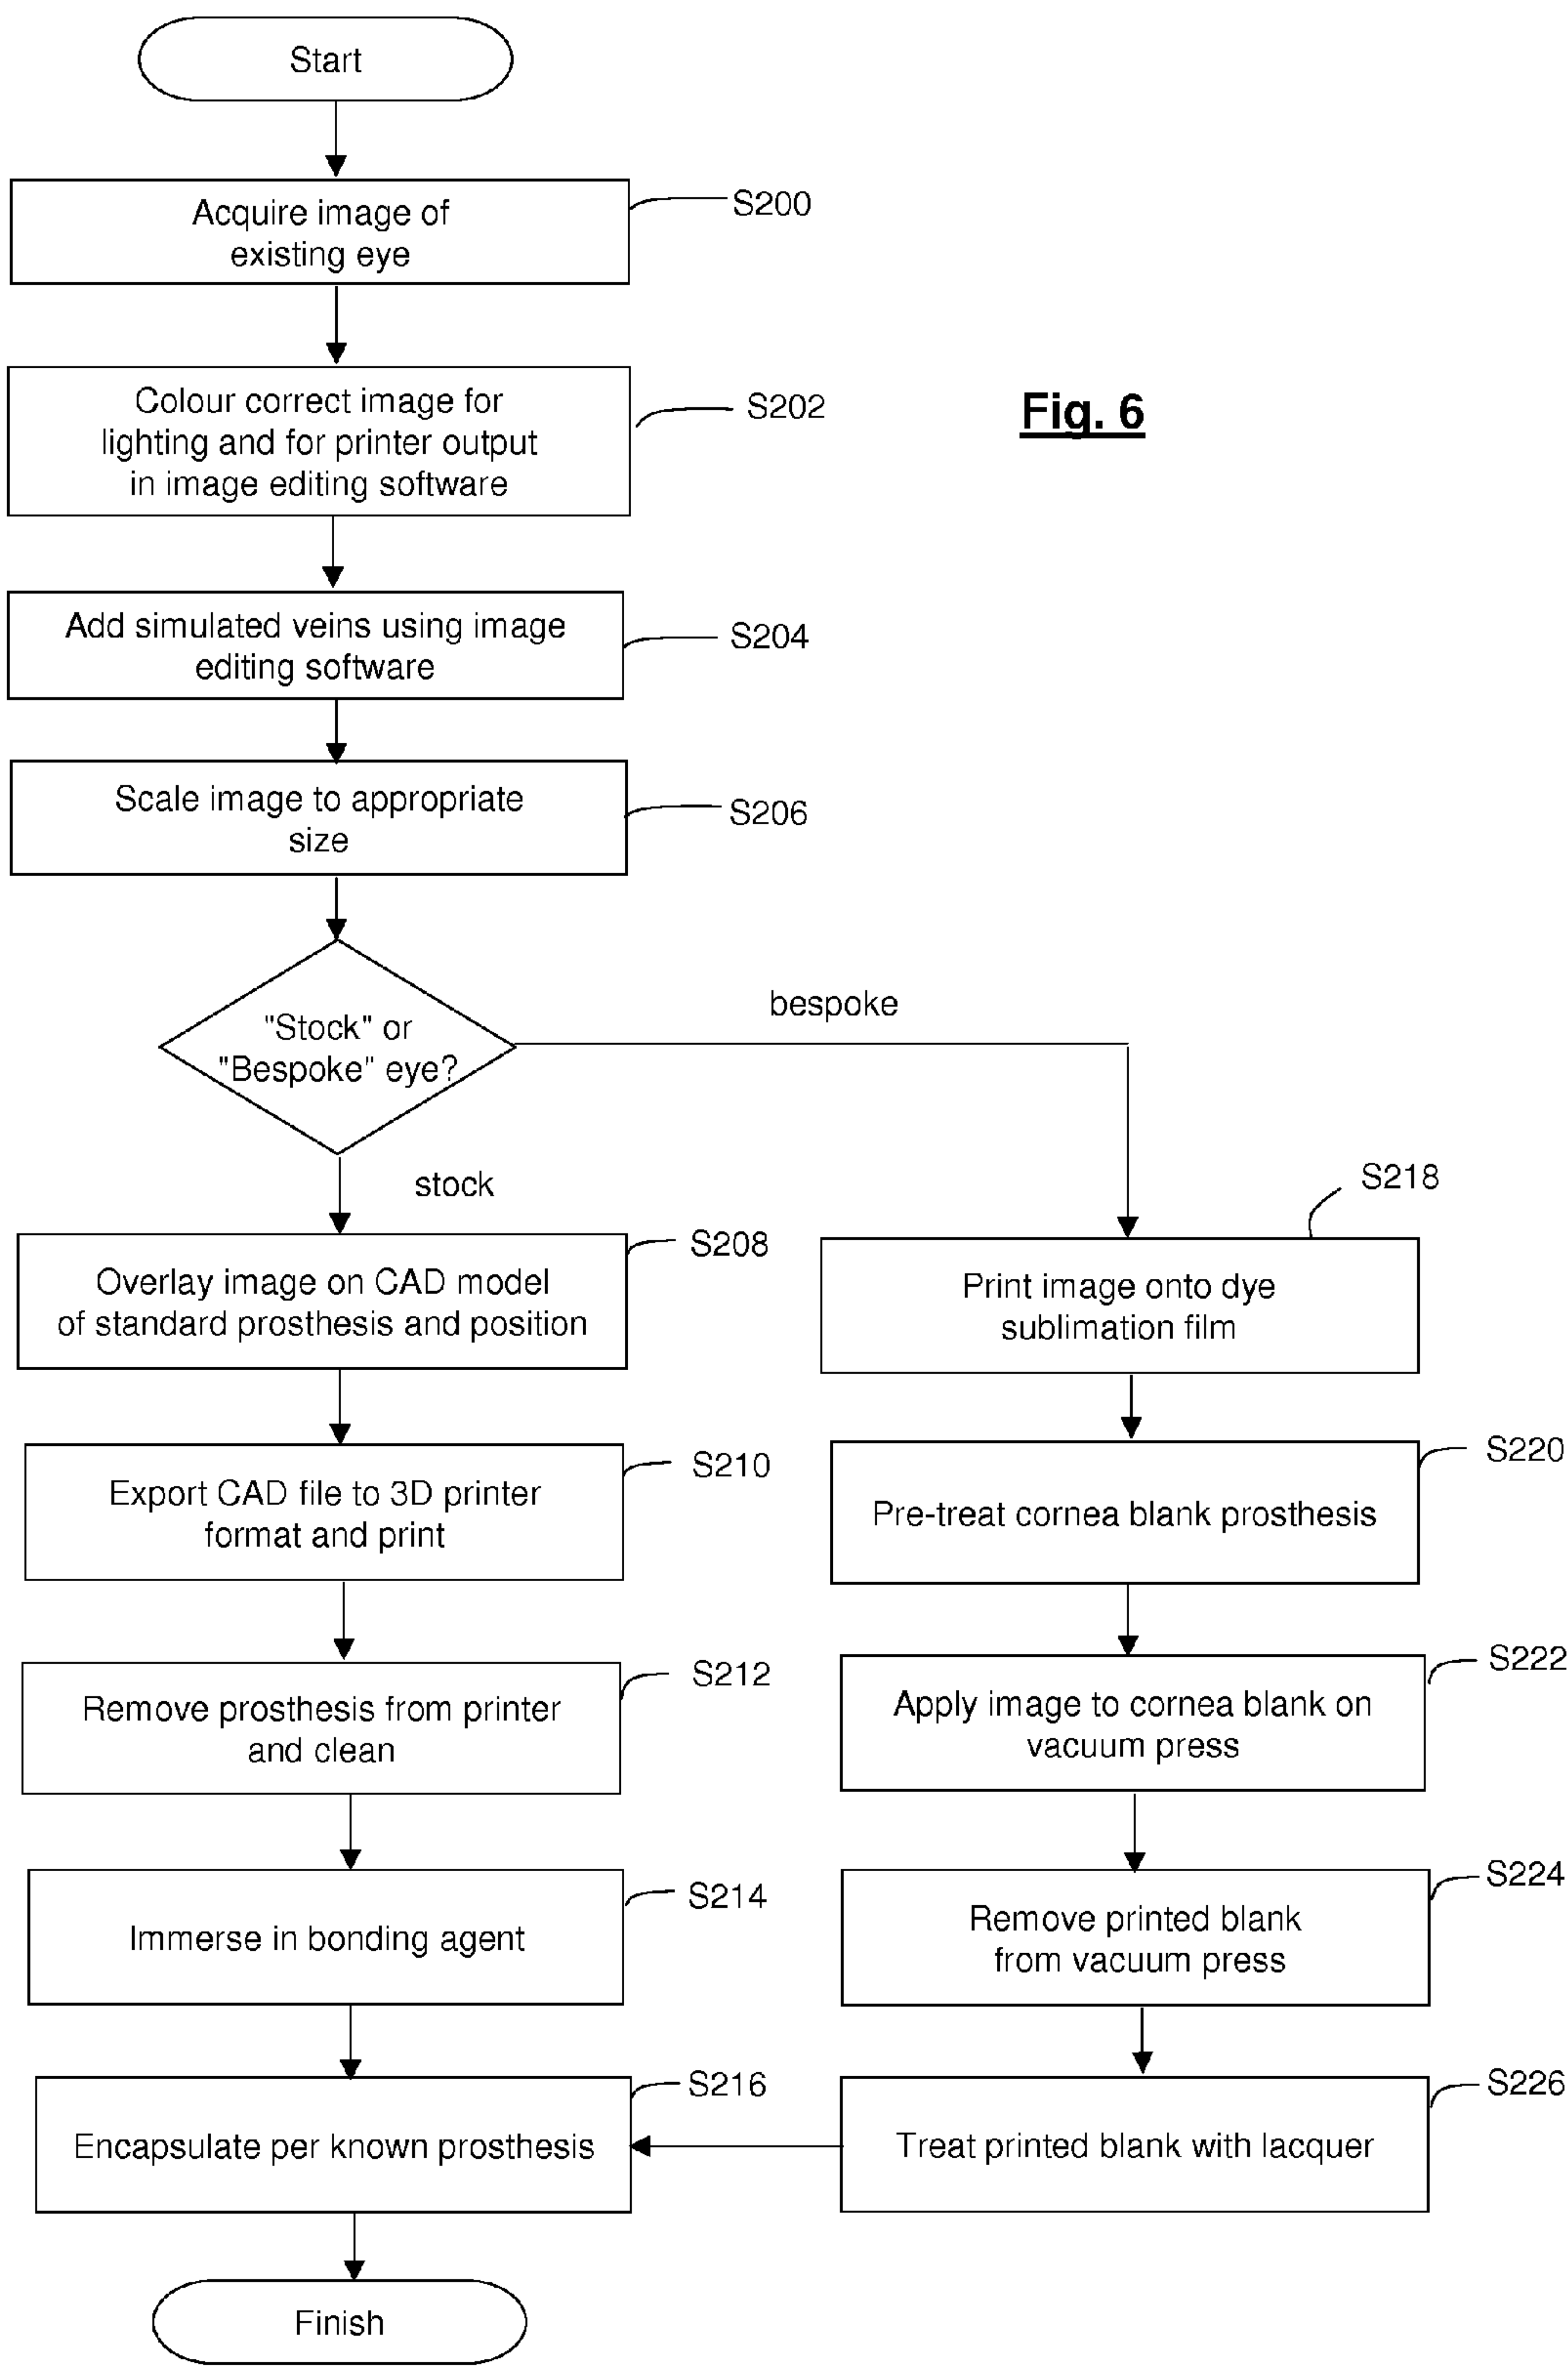 Start
Acquire image of
existing eye
S200
Colour correct image for
lighting and for printer output
in image editing software
S202
Fig. 6
Add simulated veins using image
editing software
S204
Scale image to appropriate
size
S206
"Stock" or
"Bespoke" eye?
bespoke
stock
Overlay image on CAD model
of standard prosthesis and position
S208
Export CAD file to 3D printer
format and print
S210
Remove prosthesis from printer
and clean
S212
Immerse in bonding agent
S214
Encapsulate per known prosthesis
S216
Print image onto dye
sublimation film
S218
Pre-treat cornea blank prosthesis
S220
Apply image to cornea blank on
vacuum press
S222
Remove printed blank
from vacuum press
S224
Treat printed blank with lacquer
S226
Finish